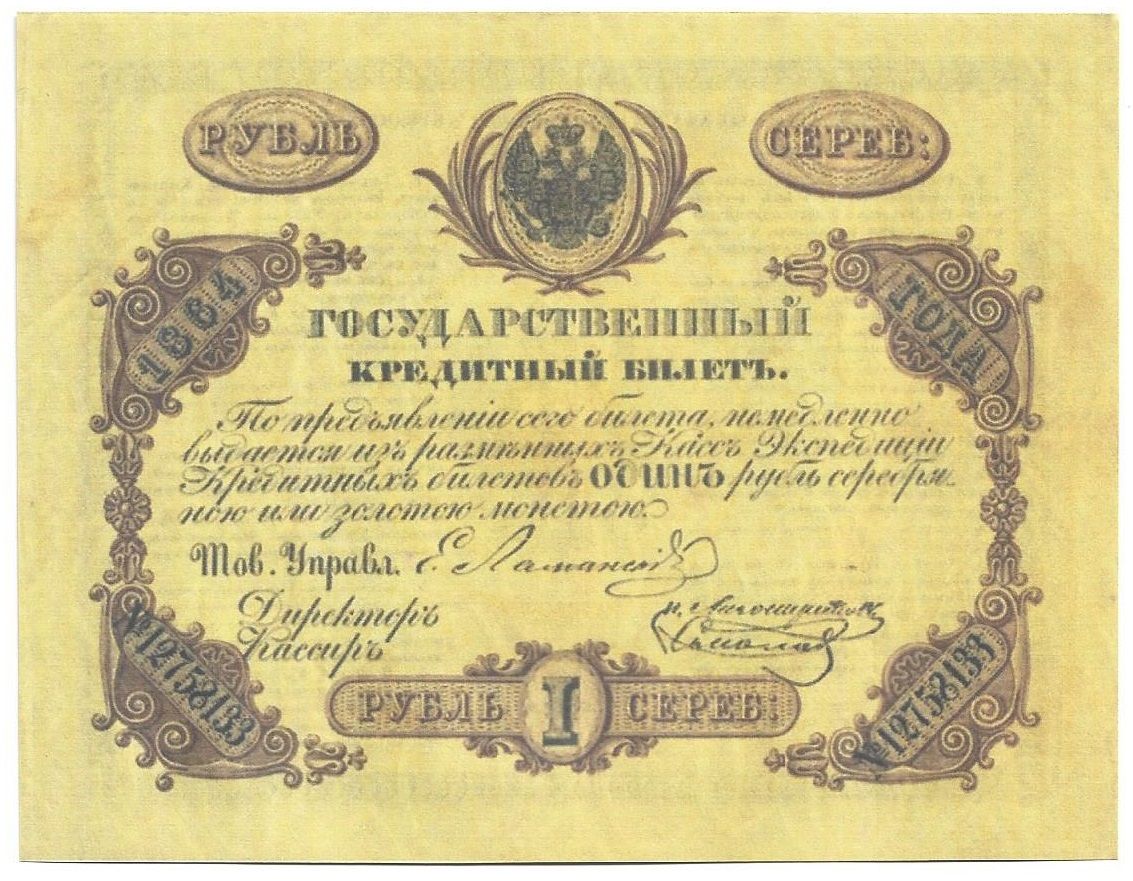 РУБЛЬ
СЕРЕБ:
1864
ГОДА
ГОСУДАРСТВЕННЫЙ
КРЕДИТНЫЙ БИЛЕТЪ.
По предъявленіи сего билета, немедленно
выдается изъ размѣнныхъ Кассъ Экспедиціи
Кредитныхъ билетовъ ОДИНЪ рубль серебря-
ною или золотою монетою.
Тов. Управл. Е. Ламанскій
Директоръ
Кассиръ
№12758133
№12758133
РУБЛЬ 1 СЕРЕБ: